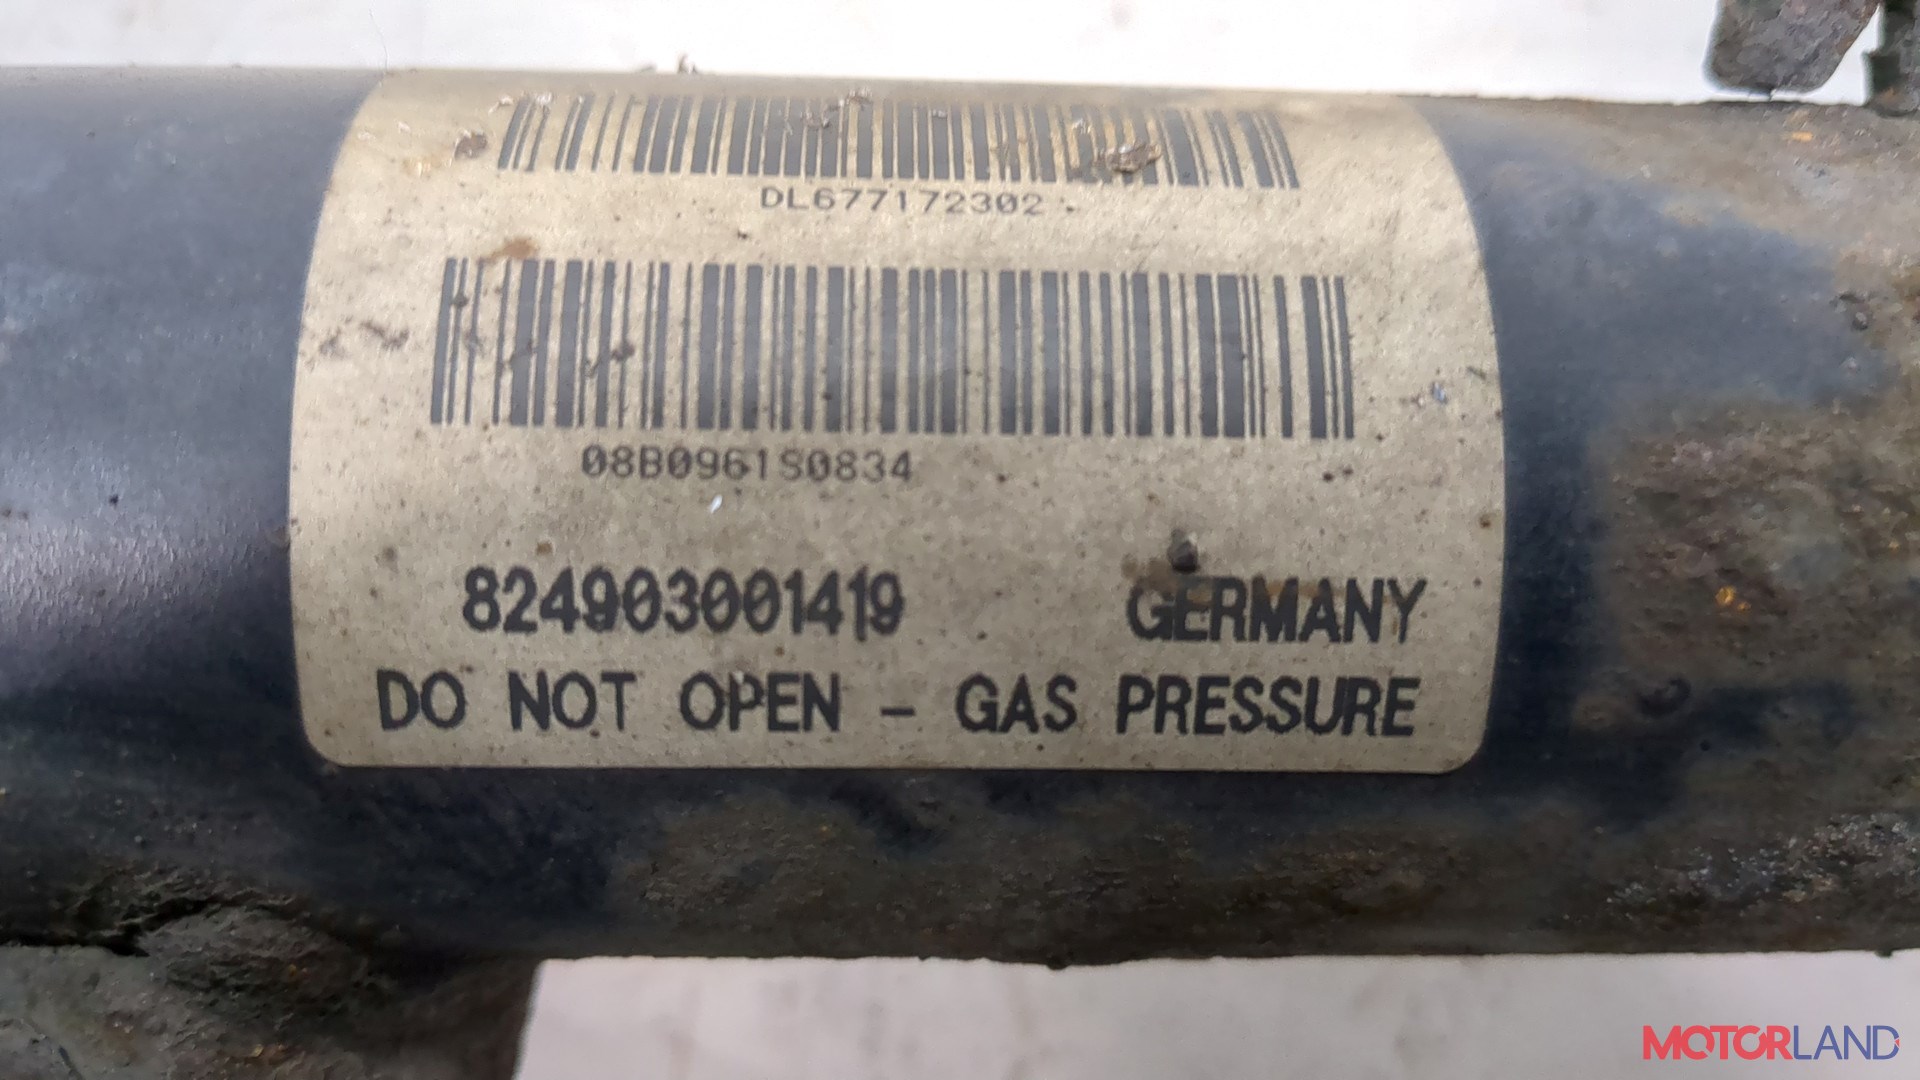 DL677172302
08B0961S0834
824903001419 GERMANY
DO NOT OPEN - GAS PRESSURE
MOTORLAND